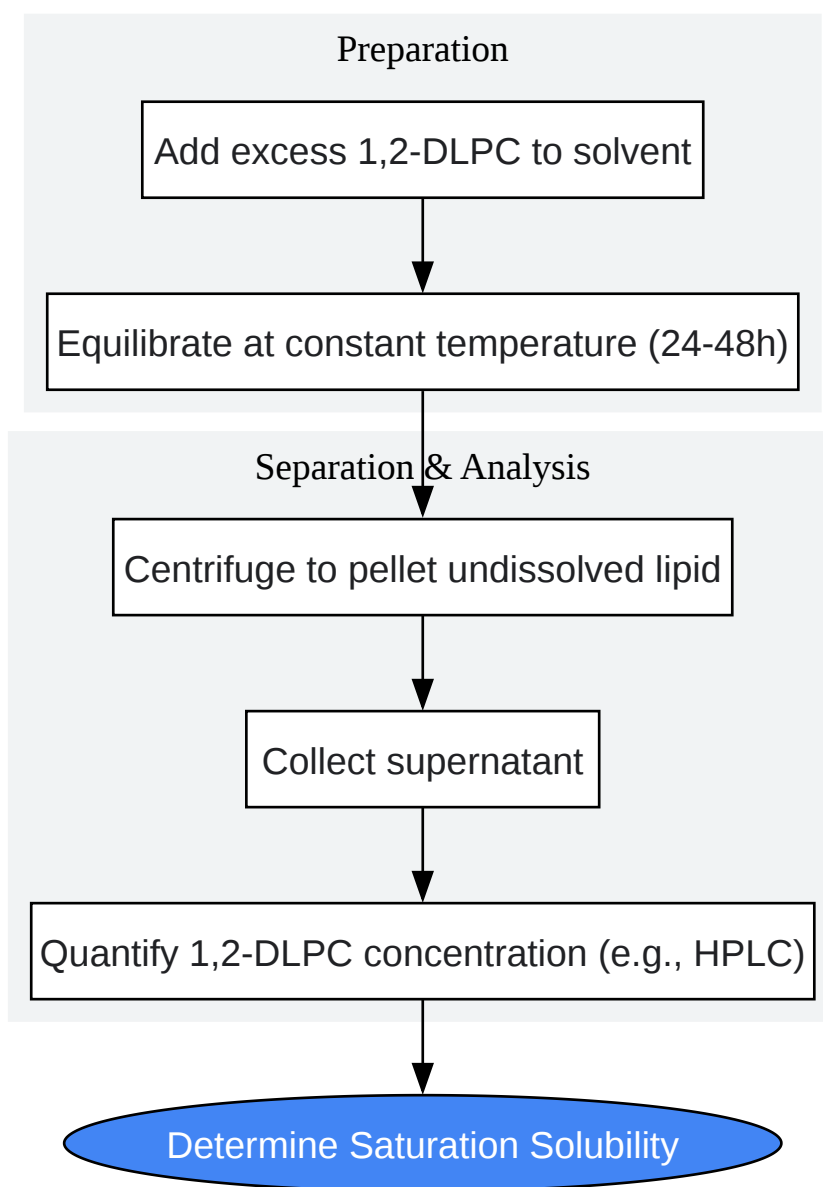 Preparation
Add excess 1,2-DLPC to solvent
Equilibrate at constant temperature (24-48h)
Separation & Analysis
Centrifuge to pellet undissolved lipid
Collect supernatant
Quantify 1,2-DLPC concentration (e.g., HPLC)
Determine Saturation Solubility